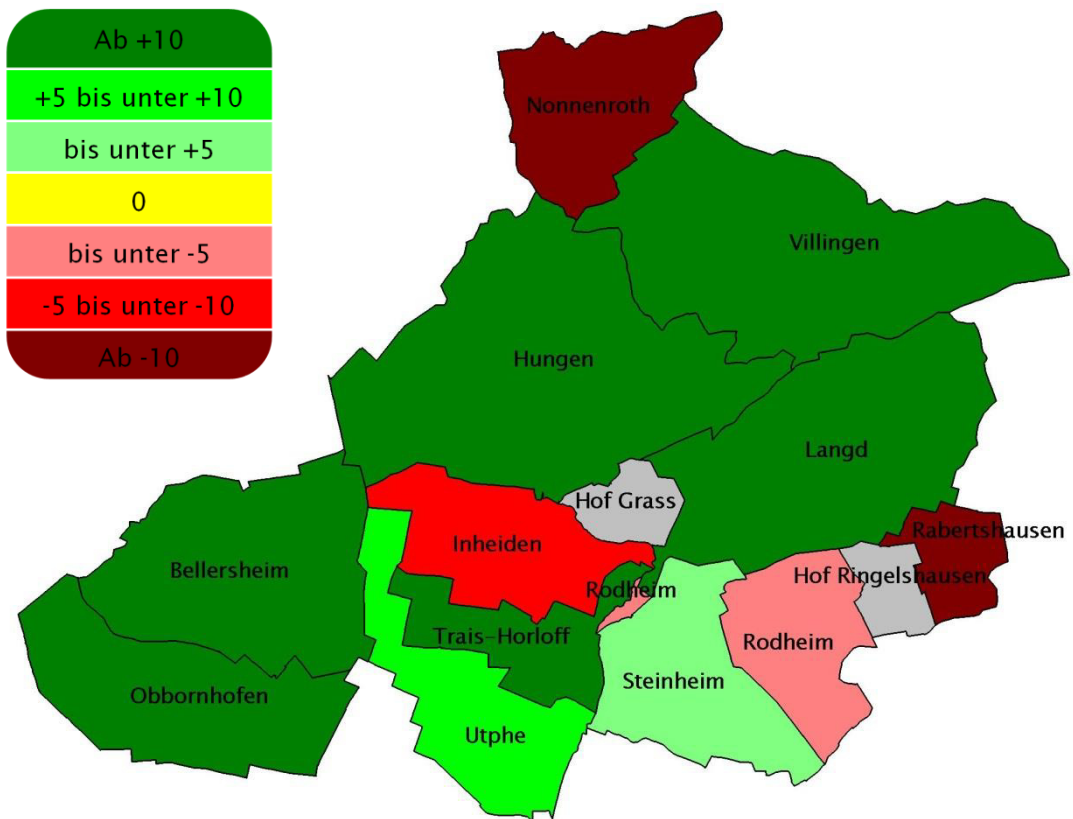 Ab +10
+5 bis unter +10
bis unter +5
0
bis unter -5
-5 bis unter -10
Ab -10
Nonnenroth
Villingen
Hungen
Langd
Hof Grass
Rabertshausen
Inheiden
Bellersheim
Hof Ringelshausen
Rodheim
Trais-Horloff
Rodheim
Steinheim
Obbornhofen
Utphe